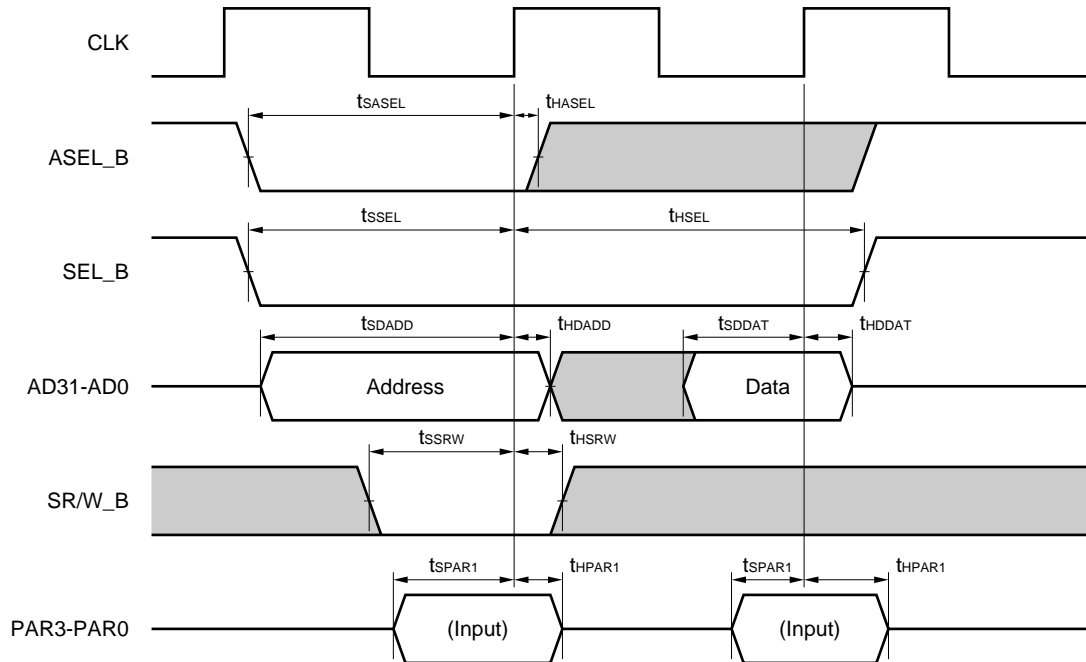 CLK
tSASEL tHASEL
ASEL_B
tSSEL tHSEL
SEL_B
tSDADD tHDADD tSDDAT tHDDAT
AD31-AD0 Address Data
tSSRW tHSRW
SR/W_B
tSPAR1 tHPAR1 tSPAR1 tHPAR1
PAR3-PAR0 (Input) (Input)